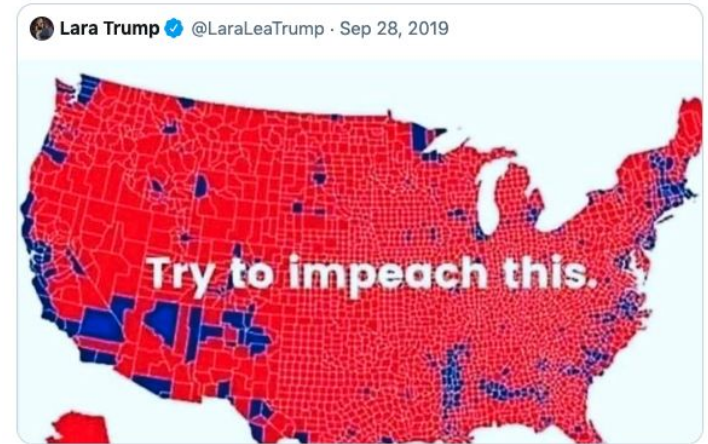 Lara Trump @LaraLeaTrump · Sep 28, 2019
Try to impeach this.